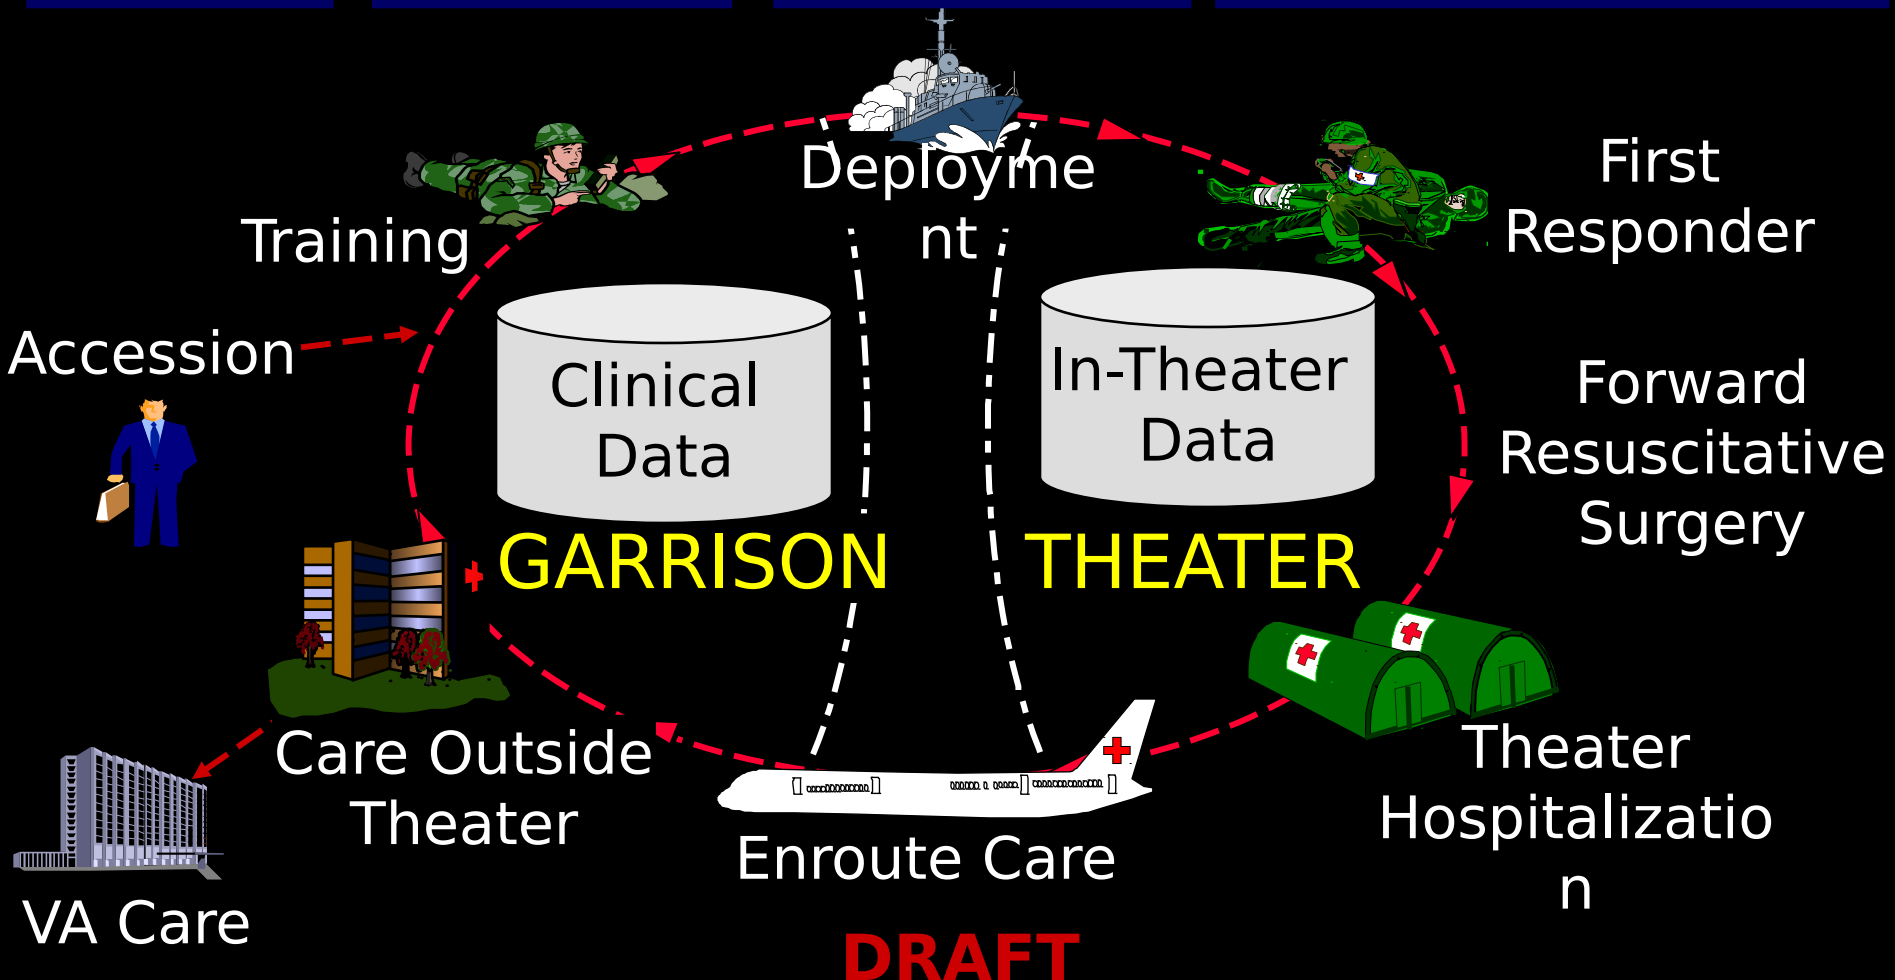 Deployme
nt
First
Responder
Training
Accession
Clinical
Data
In-Theater
Data
Forward
Resuscitative
Surgery
GARRISON
THEATER
Care Outside
Theater
Theater
Hospitalizatio
n
Enroute Care
VA Care
DRAFT